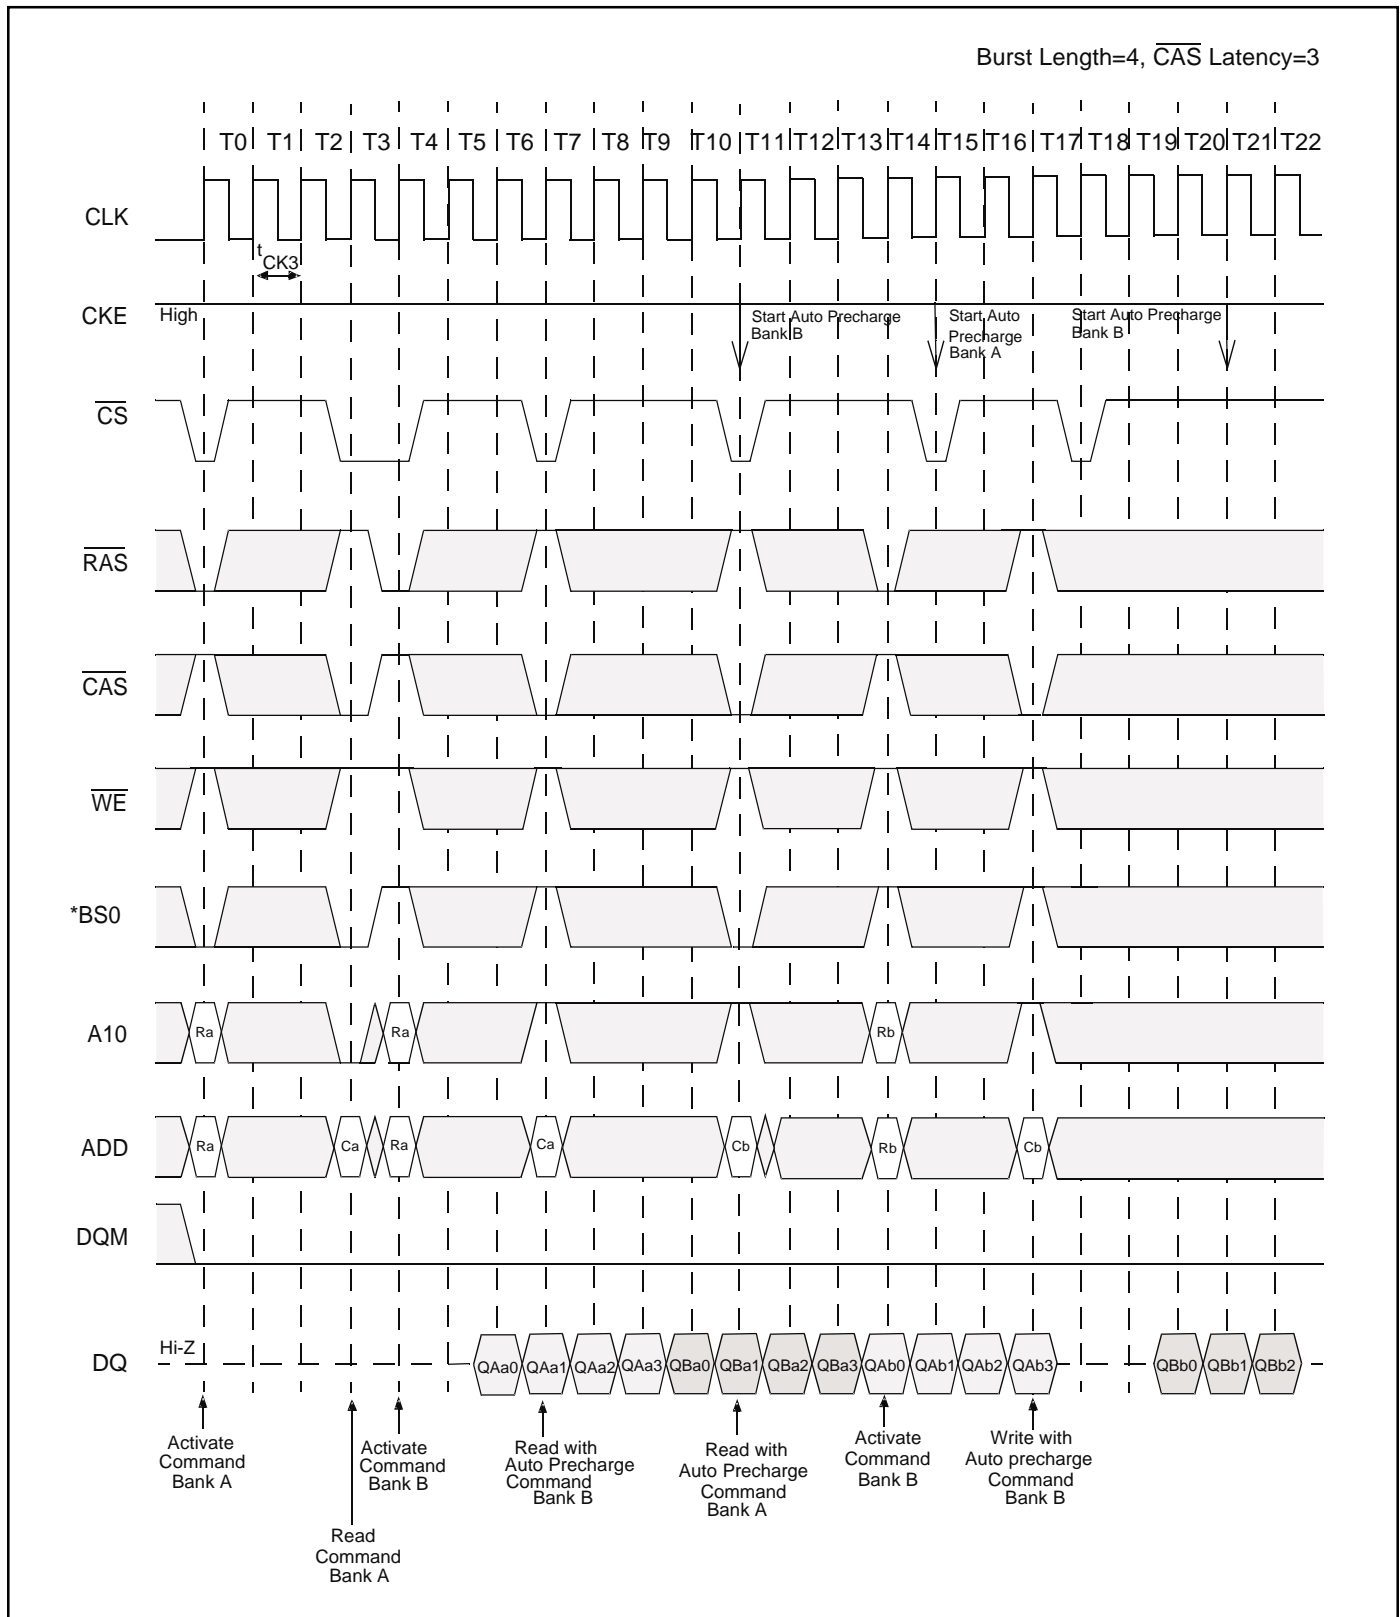 Burst Length=4, CAS Latency=3
T0 T1 T2 T3 T4 T5 T6 T7 T8 T9 T10 T11 T12 T13 T14 T15 T16 T17 T18 T19 T20 T21 T22
CLK
tCK3
CKE
High
Start Auto Precharge
Bank B
Start Auto
Precharge
Bank A
Start Auto Precharge
Bank B
CS
RAS
CAS
WE
*BS0
A10
Ra Ra Rb
ADD
Ra Ca Ra Ca Cb Rb Cb
DQM
DQ
Hi-Z
QAa0 QAa1 QAa2 QAa3 QBa0 QBa1 QBa2 QBa3 QAb0 QAb1 QAb2 QAb3 QBb0 QBb1 QBb2
Activate
Command
Bank A
Read
Command
Bank A
Activate
Command
Bank B
Read with
Auto Precharge
Command
Bank B
Read with
Auto Precharge
Command
Bank A
Activate
Command
Bank B
Write with
Auto precharge
Command
Bank B